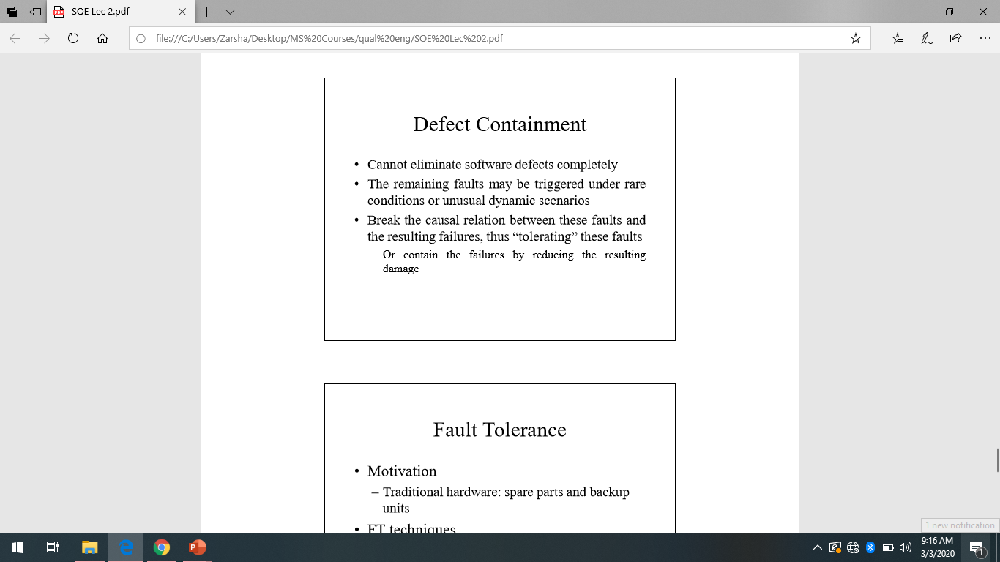 SQE Lec 2.pdf
file:///C:/Users/Zarsha/Desktop/MS%20Courses/qual%20eng/SQE%20Lec%202.pdf
Defect Containment
• Cannot eliminate software defects completely
• The remaining faults may be triggered under rare
conditions or unusual dynamic scenarios
• Break the causal relation between these faults and
the resulting failures, thus “tolerating” these faults
– Or contain the failures by reducing the resulting
damage
Fault Tolerance
• Motivation
– Traditional hardware: spare parts and backup
units
• FT techniques
1 new notification
9:16 AM
3/3/2020
1